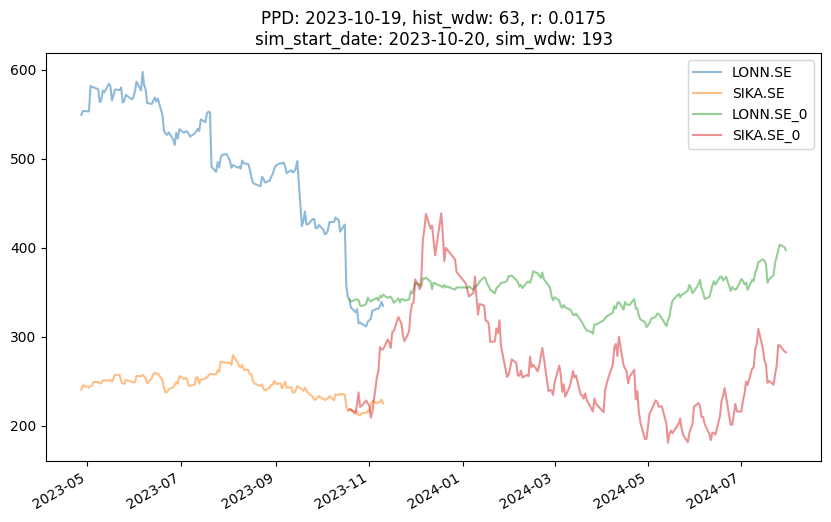 PPD: 2023-10-19, hist_wdw: 63, r: 0.0175
sim_start_date: 2023-10-20, sim_wdw: 193
LONN.SE
SIKA.SE
LONN.SE_0
SIKA.SE_0
600
500
400
300
200
2023-05
2023-07
2023-09
2023-11
2024-01
2024-03
2024-05
2024-07